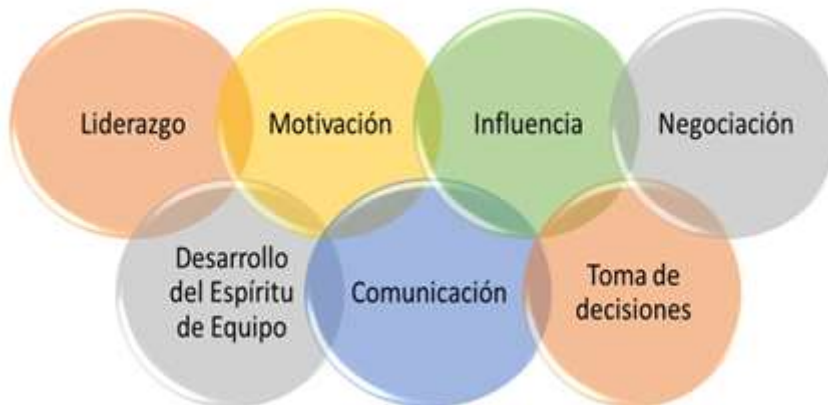 Liderazgo
Motivación
Influencia
Negociación
Desarrollo
del Espíritu
de Equipo
Comunicación
Toma de
decisiones